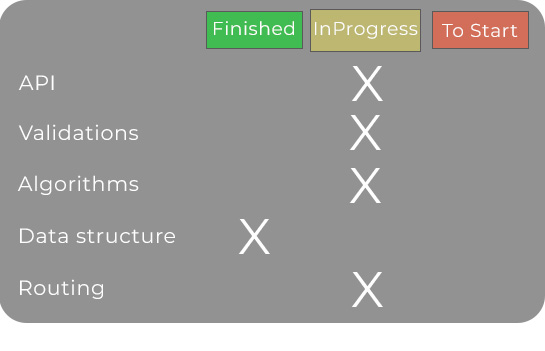 Finished InProgress To Start
API X
Validations X
Algorithms X
Data structure X
Routing X